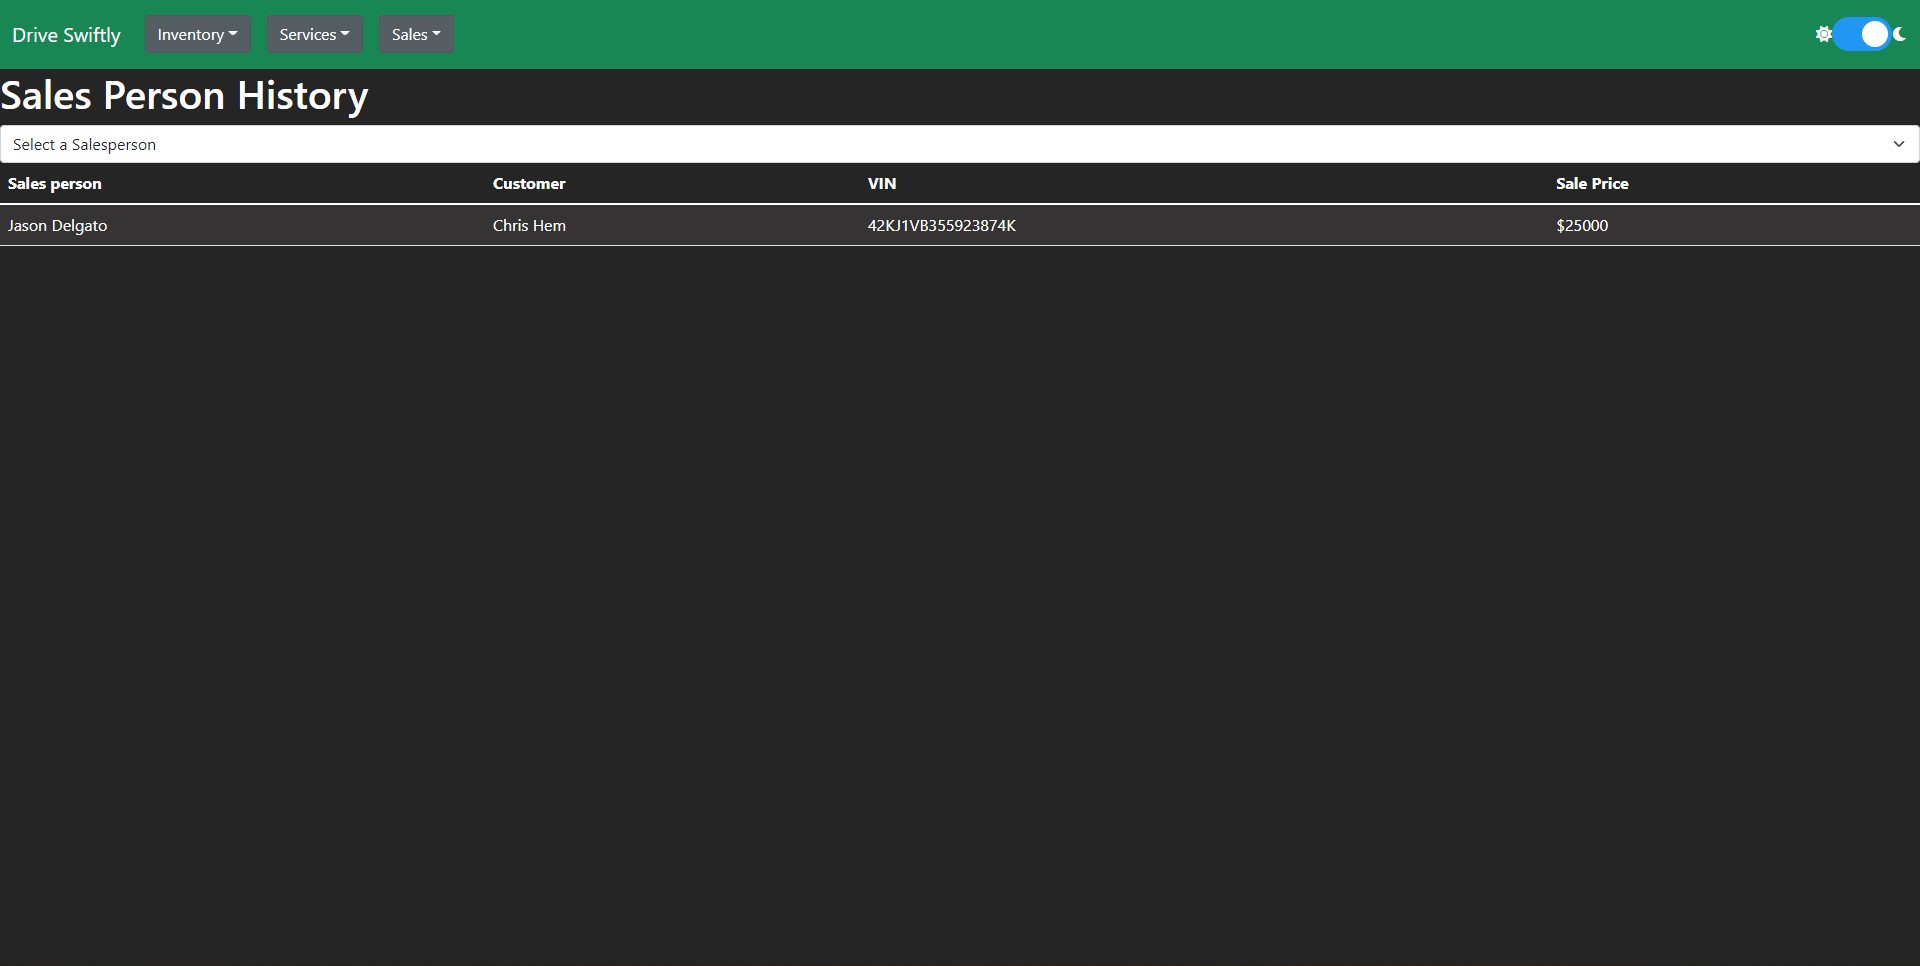 Drive Swiftly Inventory Services Sales
Sales Person History
Select a Salesperson
Sales person Customer VIN Sale Price
Jason Delgato Chris Hem 42KJ1VB355923874K $25000